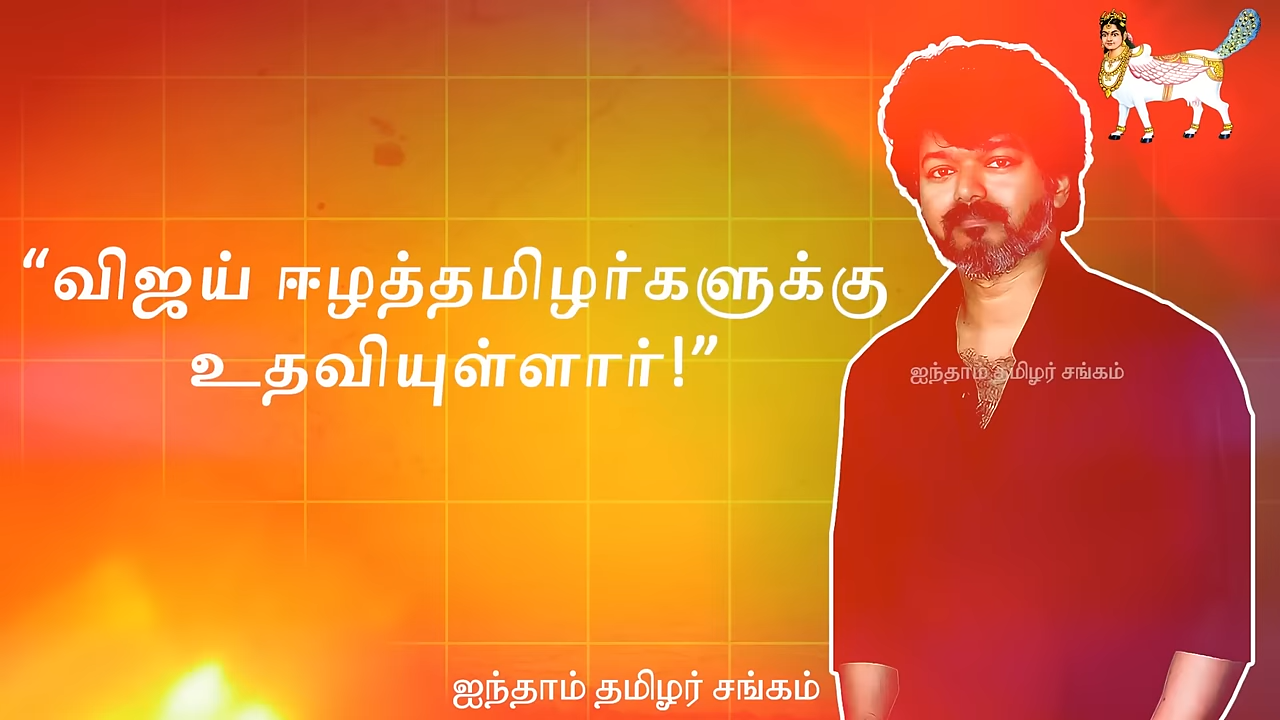 “விஜய் ஈழத்தமிழர்களுக்கு
உதவியுள்ளார்!”
ஐந்தாம் தமிழர் சங்கம்
ஐந்தாம் தமிழர் சங்கம்